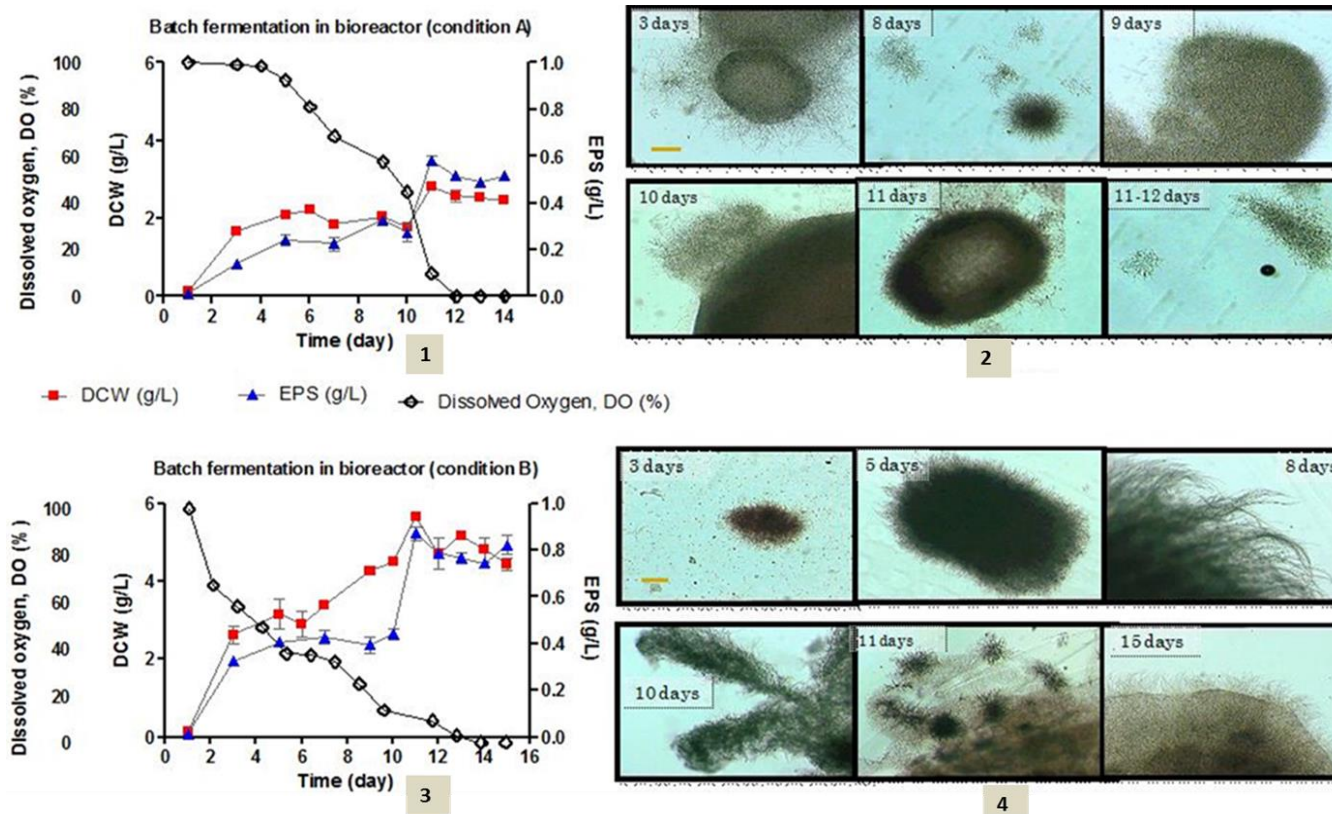 Batch fermentation in bioreactor (condition A)
Dissolved oxygen, DO (%)
100
80
60
40
20
0
DCW (g/L)
6
4
2
0
1.0
0.8
0.6
0.4
0.2
0.0
EPS (g/L)
0 2 4 6 8 10 12 14
Time (day)
1
3 days
8 days
9 days
10 days
11 days
11-12 days
2
DCW (g/L) EPS (g/L) Dissolved Oxygen, DO (%)
Batch fermentation in bioreactor (condition B)
Dissolved oxygen, DO (%)
100
80
60
40
20
0
DCW (g/L)
6
4
2
0
1.0
0.8
0.6
0.4
0.2
0.0
EPS (g/L)
0 2 4 6 8 10 12 14 16
Time (day)
3
3 days
5 days
8 days
10 days
11 days
15 days
4